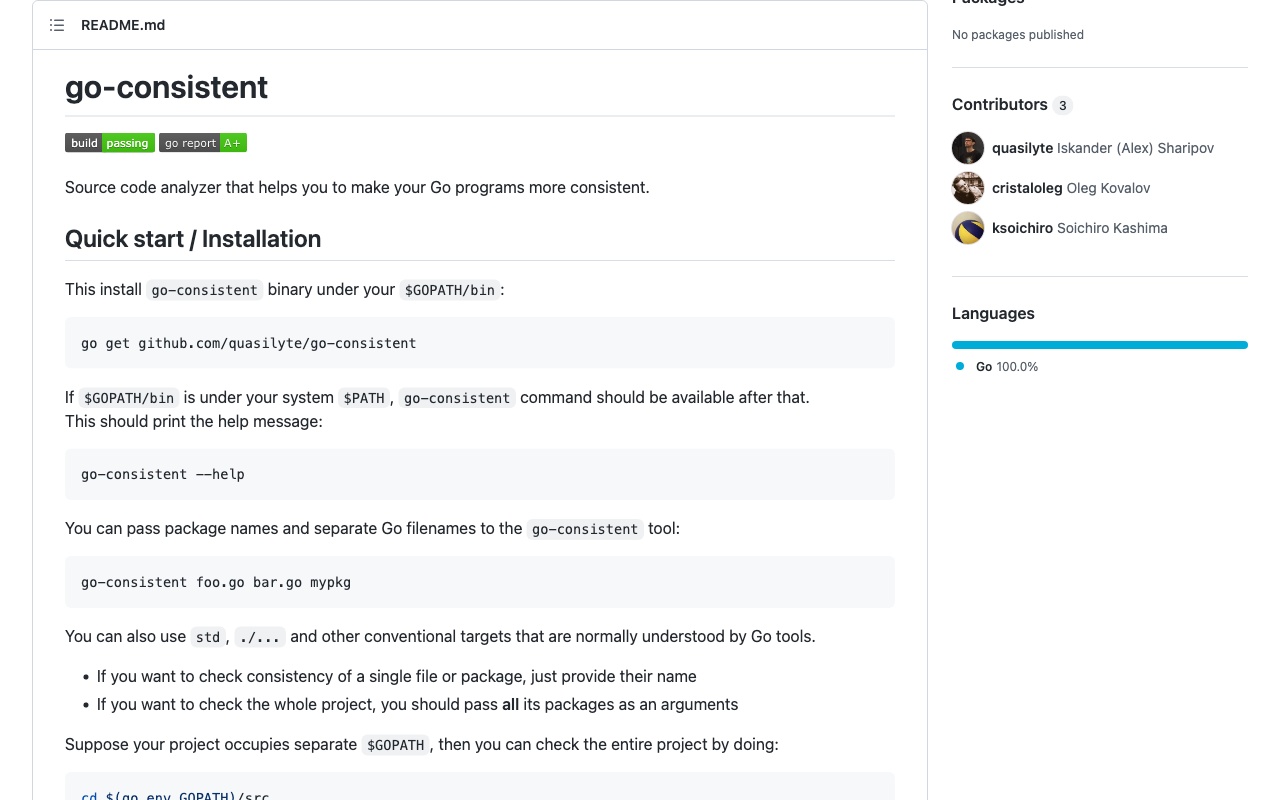 Packages
README.md
No packages published
go-consistent
build passing go report A+
Source code analyzer that helps you to make your Go programs more consistent.
Quick start / Installation
This install go-consistent binary under your $GOPATH/bin:
go get github.com/quasilyte/go-consistent
If $GOPATH/bin is under your system $PATH, go-consistent command should be available after that.
This should print the help message:
go-consistent --help
You can pass package names and separate Go filenames to the go-consistent tool:
go-consistent foo.go bar.go mypkg
You can also use std, ./... and other conventional targets that are normally understood by Go tools.
• If you want to check consistency of a single file or package, just provide their name
• If you want to check the whole project, you should pass all its packages as an arguments
Suppose your project occupies separate $GOPATH, then you can check the entire project by doing:
cd $(go env GOPATH)/src
Contributors 3
quasilyte Iskander (Alex) Sharipov
cristaloleg Oleg Kovalov
ksoichiro Soichiro Kashima
Languages
Go 100.0%